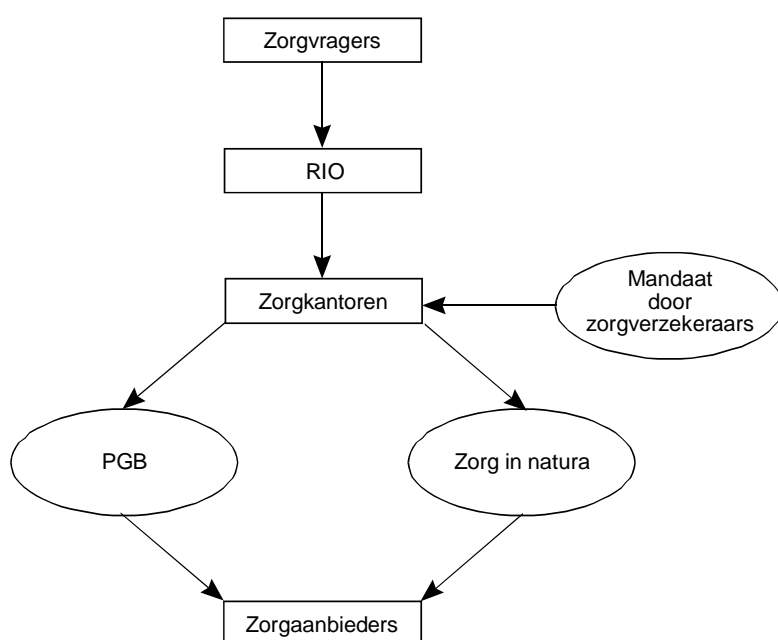 Zorgvragers
RIO
Zorgkantoren
Mandaat
door
zorgverzekeraars
PGB
Zorg in natura
Zorgaanbieders